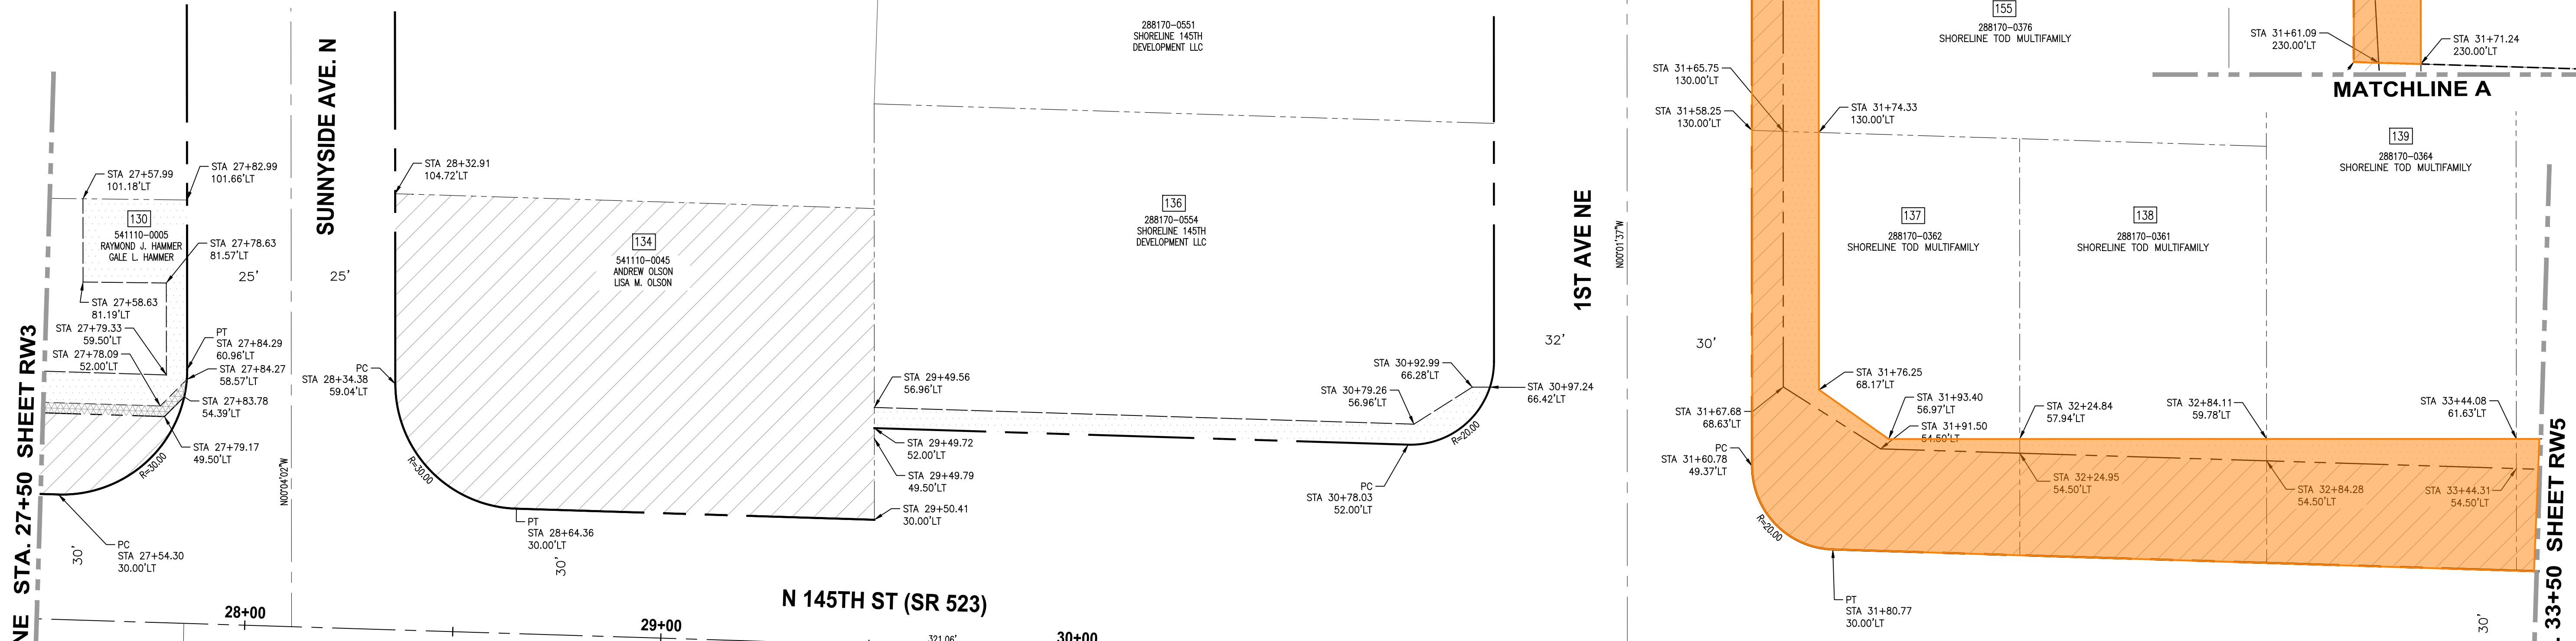 STA 27+57.99
101.18'LT
STA 27+82.99
101.66'LT
130
541110-0005
RAYMOND J. HAMMER
GALE L. HAMMER
STA 27+78.63
81.57'LT
25'
STA 27+58.63
81.19'LT
STA 27+79.33
59.50'LT
STA 27+78.09
52.00'LT
PT
STA 27+84.29
60.96'LT
STA 27+84.27
58.57'LT
STA 27+83.78
54.39'LT
STA 27+79.17
49.50'LT
R=30.00
PC
STA 27+54.30
30.00'LT
30'
NE STA. 27+50 SHEET RW3
SUNNYSIDE AVE. N
N00°04'02"W
25'
STA 28+32.91
104.72'LT
134
541110-0045
ANDREW OLSON
LISA M. OLSON
PC
STA 28+34.38
59.04'LT
R=30.00
PT
STA 28+64.36
30.00'LT
30'
288170-0551
SHORELINE 145TH
DEVELOPMENT LLC
136
288170-0554
SHORELINE 145TH
DEVELOPMENT LLC
STA 29+49.56
56.96'LT
STA 29+49.72
52.00'LT
STA 29+49.79
49.50'LT
STA 29+50.41
30.00'LT
STA 30+92.99
66.28'LT
STA 30+79.26
56.96'LT
STA 30+97.24
66.42'LT
R=20.00
PC
STA 30+78.03
52.00'LT
32'
1ST AVE NE
N00°01'37"W
30'
155
288170-0376
SHORELINE TOD MULTIFAMILY
STA 31+61.09
230.00'LT
STA 31+71.24
230.00'LT
MATCHLINE A
STA 31+65.75
130.00'LT
STA 31+58.25
130.00'LT
STA 31+74.33
130.00'LT
137
288170-0362
SHORELINE TOD MULTIFAMILY
138
288170-0361
SHORELINE TOD MULTIFAMILY
139
288170-0364
SHORELINE TOD MULTIFAMILY
STA 31+76.25
68.17'LT
STA 31+67.68
68.63'LT
STA 31+93.40
56.97'LT
STA 31+91.50
54.50'LT
STA 32+24.84
57.94'LT
STA 32+84.11
59.78'LT
STA 33+44.08
61.63'LT
PC
STA 31+60.78
49.37'LT
STA 32+24.95
54.50'LT
STA 32+84.28
54.50'LT
STA 33+44.31
54.50'LT
R=20.00
PT
STA 31+80.77
30.00'LT
30'
33+50 SHEET RW5
N 145TH ST (SR 523)
28+00
29+00
321.06'
30+00